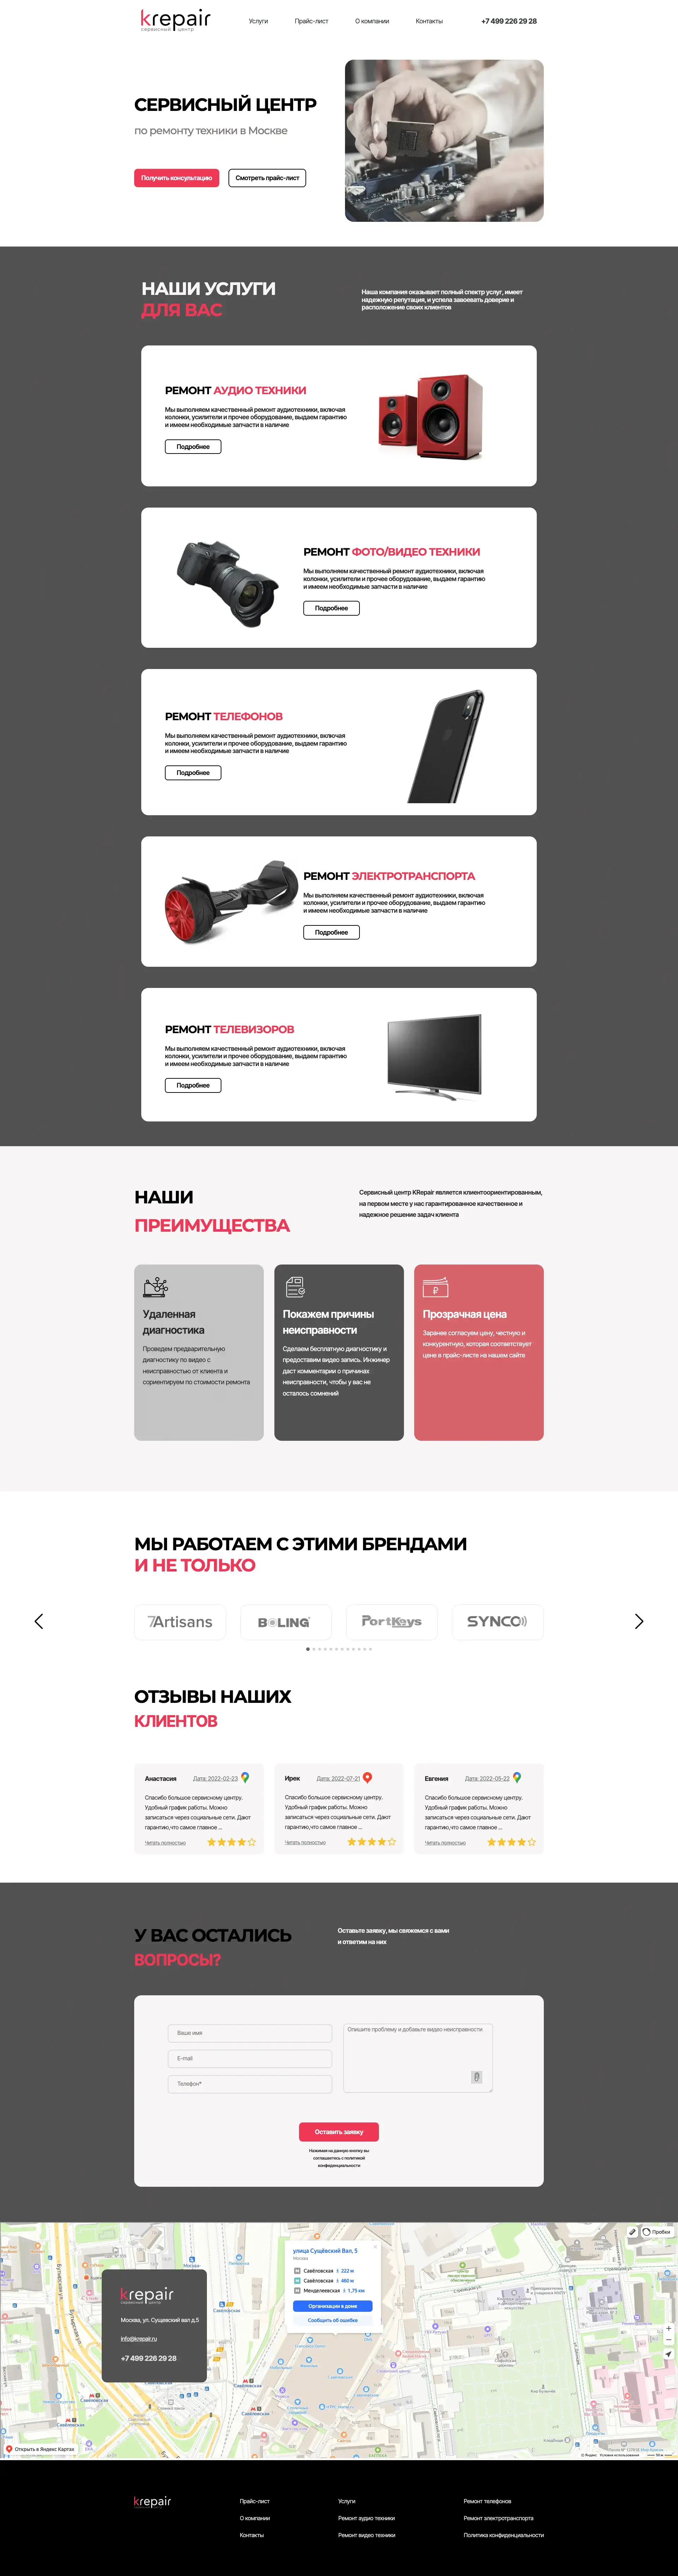 krepair
сервисный центр
Услуги
Прайс-лист
О компании
Контакты
+7 499 226 29 28
СЕРВИСНЫЙ ЦЕНТР
по ремонту техники в Москве
Получить консультацию
Смотреть прайс-лист
НАШИ УСЛУГИ
ДЛЯ ВАС
Наша компания оказывает полный спектр услуг, имеет
надежную репутация, и успела завоевать доверие и
расположение своих клиентов
РЕМОНТ АУДИО ТЕХНИКИ
Мы выполняем качественный ремонт аудиотехники, включая
колонки, усилители и прочее оборудование, выдаем гарантию
и имеем необходимые запчасти в наличие
Подробнее
РЕМОНТ ФОТО/ВИДЕО ТЕХНИКИ
Мы выполняем качественный ремонт аудиотехники, включая
колонки, усилители и прочее оборудование, выдаем гарантию
и имеем необходимые запчасти в наличие
Подробнее
РЕМОНТ ТЕЛЕФОНОВ
Мы выполняем качественный ремонт аудиотехники, включая
колонки, усилители и прочее оборудование, выдаем гарантию
и имеем необходимые запчасти в наличие
Подробнее
РЕМОНТ ЭЛЕКТРОТРАНСПОРТА
Мы выполняем качественный ремонт аудиотехники, включая
колонки, усилители и прочее оборудование, выдаем гарантию
и имеем необходимые запчасти в наличие
Подробнее
РЕМОНТ ТЕЛЕВИЗОРОВ
Мы выполняем качественный ремонт аудиотехники, включая
колонки, усилители и прочее оборудование, выдаем гарантию
и имеем необходимые запчасти в наличие
Подробнее
НАШИ
ПРЕИМУЩЕСТВА
Сервисный центр KRepair является клиентоориентированным,
на первом месте у нас гарантированное качественное и
надежное решение задач клиента
Удаленная
диагностика
Проведем предварительную
диагностику по видео с
неисправностью от клиента и
сориентируем по стоимости ремонта
Покажем причины
неисправности
Сделаем бесплатную диагностику и
предоставим видео запись. Инжинер
даст комментарии о причинах
неисправности, чтобы у вас не
осталось сомнений
Прозрачная цена
Заранее согласуем цену, честную и
конкурентную, которая соответствует
цене в прайс-листе на нашем сайте
МЫ РАБОТАЕМ С ЭТИМИ БРЕНДАМИ
И НЕ ТОЛЬКО
7Artisans
BOLING
PortKeys
SYNCO
ОТЗЫВЫ НАШИХ
КЛИЕНТОВ
Анастасия
Дата: 2022-02-23
Спасибо большое сервисному центру.
Удобный график работы. Можно
записаться через социальные сети. Дают
гарантию,что самое главное ...
Читать полностью
Ирек
Дата: 2022-07-21
Спасибо большое сервисному центру.
Удобный график работы. Можно
записаться через социальные сети. Дают
гарантию,что самое главное ...
Читать полностью
Евгения
Дата: 2022-05-22
Спасибо большое сервисному центру.
Удобный график работы. Можно
записаться через социальные сети. Дают
гарантию,что самое главное ...
Читать полностью
У ВАС ОСТАЛИСЬ
ВОПРОСЫ?
Оставьте заявку, мы свяжемся с вами
и ответим на них
Ваше имя
E-mail
Телефон*
Опишите проблему и добавьте видео неисправности
Оставить заявку
Нажимая на данную кнопку вы
соглашаетесь с политикой
конфиденциальности
Пробки
улица Сущёвский Вал, 5
Москва
Савёловская 222 м
Савёловская 460 м
Менделеевская 1,75 км
Организации в доме
Сообщить об ошибке
krepair
сервисный центр
Москва, ул. Сущевский вал д.5
info@krepair.ru
+7 499 226 29 28
Савёловская
Савёловская
Савёловская
Савёловская
Открыть в Яндекс Картах
© Яндекс Условия использования
krepair
Прайс-лист
О компании
Контакты
Услуги
Ремонт аудио техники
Ремонт видео техники
Ремонт телефонов
Ремонт электротранспорта
Политика конфиденциальности